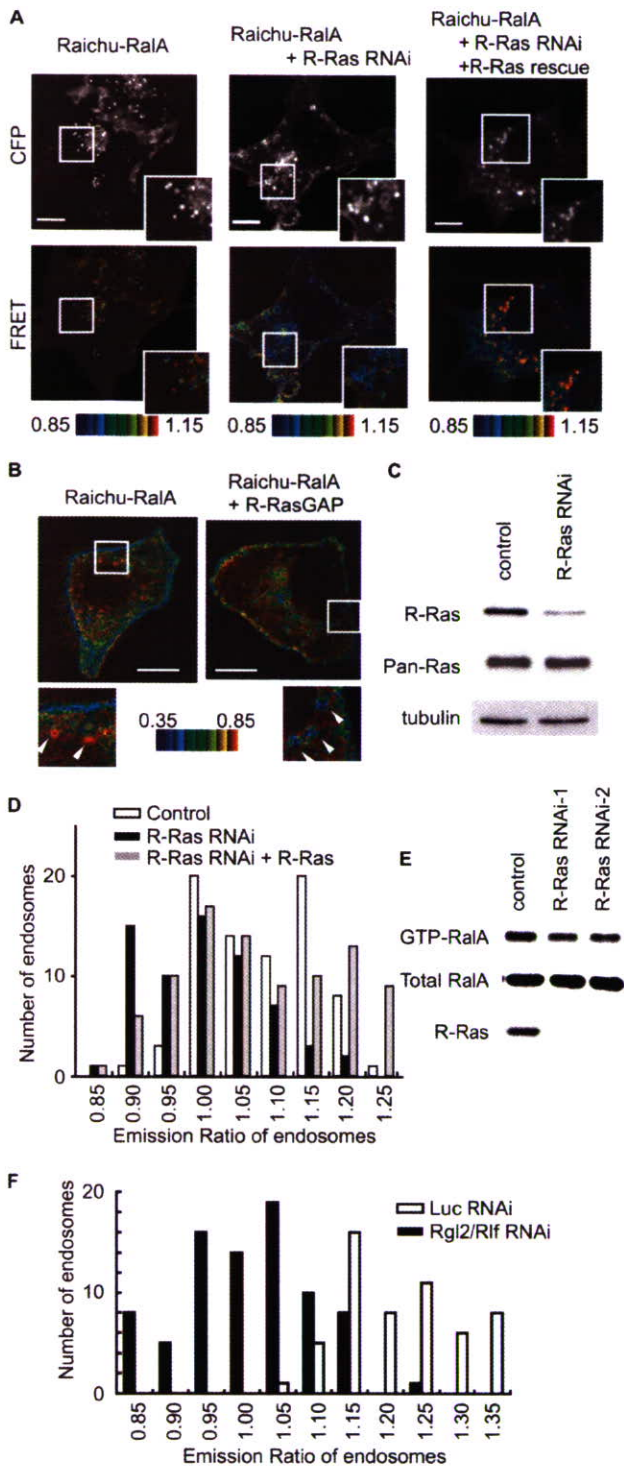 A
Raichu-RalA
Raichu-RalA
+ R-Ras RNAi
Raichu-RalA
+ R-Ras RNAi
+R-Ras rescue
CFP
FRET
0.85 1.15
0.85 1.15
B
Raichu-RalA
Raichu-RalA
+ R-RasGAP
0.35 0.85
C
control
R-Ras RNAi
R-Ras
Pan-Ras
tubulin
D
Control
R-Ras RNAi
R-Ras RNAi + R-Ras
Number of endosomes
20
10
0
0.85 0.90 0.95 1.00 1.05 1.10 1.15 1.20 1.25
Emission Ratio of endosomes
E
control
R-Ras RNAi-1
R-Ras RNAi-2
GTP-RalA
Total RalA
R-Ras
F
Luc RNAi
Rgl2/Rlf RNAi
Number of endosomes
20
10
0
0.85 0.90 0.95 1.00 1.05 1.10 1.15 1.20 1.25 1.30 1.35
Emission Ratio of endosomes